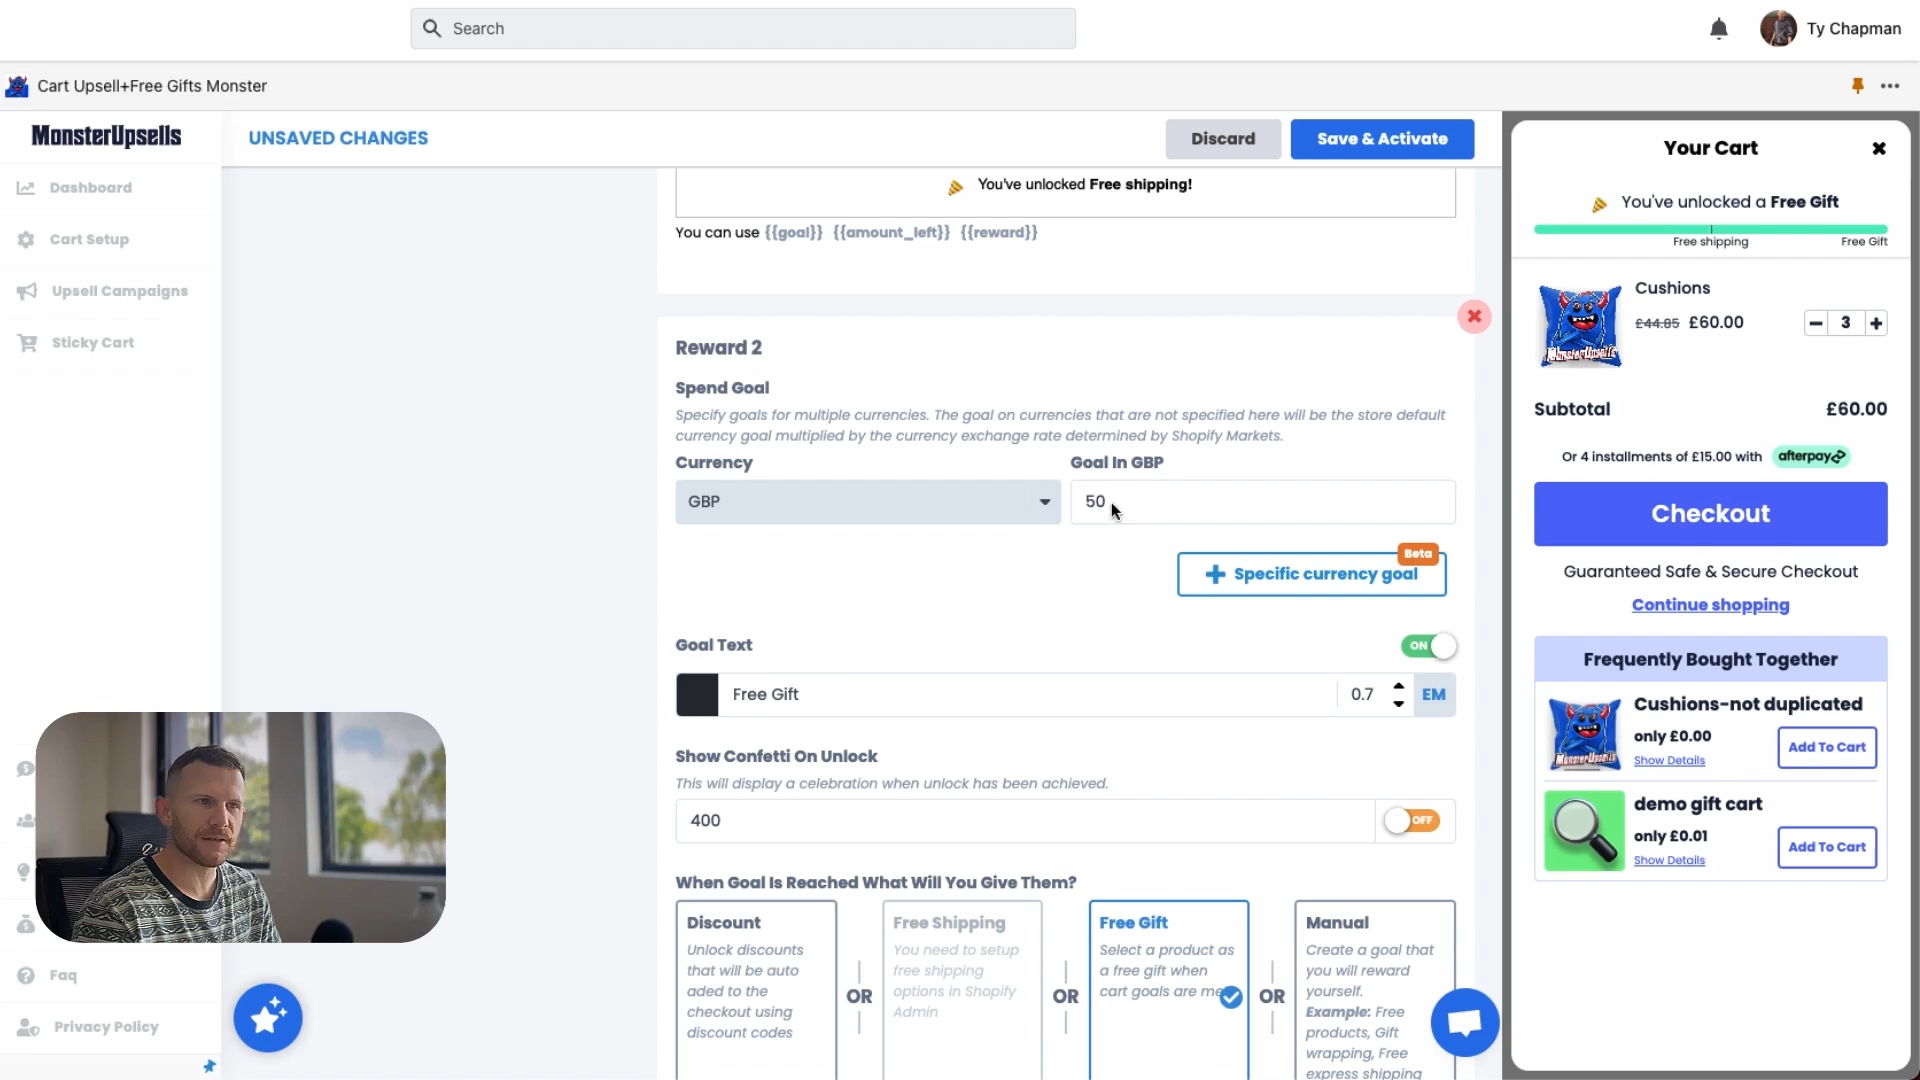 Search
Ty Chapman
Cart Upsell+Free Gifts Monster
MonsterUpsells
UNSAVED CHANGES
Discard
Save & Activate
Dashboard
Cart Setup
Upsell Campaigns
Sticky Cart
Faq
Privacy Policy
You've unlocked Free shipping!
You can use {{goal}} {{amount_left}} {{reward}}
Reward 2
Spend Goal
Specify goals for multiple currencies. The goal on currencies that are not specified here will be the store default
currency goal multiplied by the currency exchange rate determined by Shopify Markets.
Currency
Goal In GBP
GBP
50
Beta
Specific currency goal
Goal Text
ON
Free Gift
0.7
EM
Show Confetti On Unlock
This will display a celebration when unlock has been achieved.
400
OFF
When Goal Is Reached What Will You Give Them?
Discount
Unlock discounts
that will be auto
aded to the
checkout using
discount codes
OR
Free Shipping
You need to setup
free shipping
options in Shopify
Admin
OR
Free Gift
Select a product as
a free gift when
cart goals are me
OR
Manual
Create a goal that
you will reward
yourself.
Example: Free
products, Gift
wrapping, Free
express shipping
Your Cart
You've unlocked a Free Gift
Free shipping
Free Gift
Cushions
£44.85 £60.00
3
MonsterUpsells
Subtotal
£60.00
Or 4 installments of £15.00 with afterpay
Checkout
Guaranteed Safe & Secure Checkout
Continue shopping
Frequently Bought Together
Cushions-not duplicated
only £0.00
Show Details
Add To Cart
MonsterUpsells
demo gift cart
only £0.01
Show Details
Add To Cart